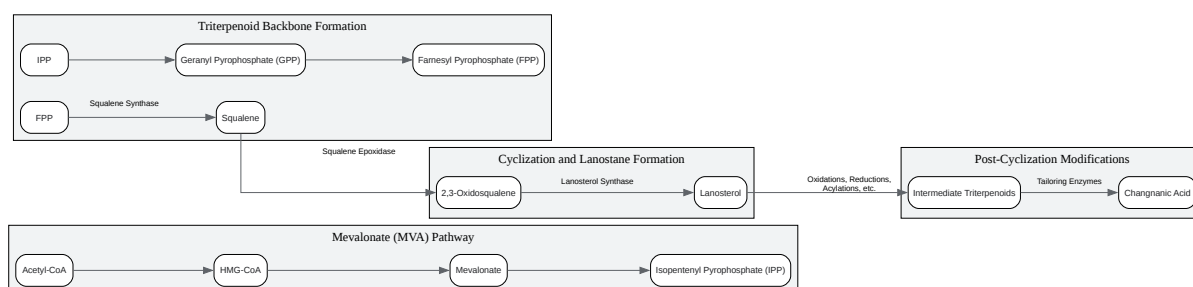 Triterpenoid Backbone Formation
IPP
Geranyl Pyrophosphate (GPP)
Farnesyl Pyrophosphate (FPP)
FPP
Squalene Synthase
Squalene
Squalene Epoxidase
Cyclization and Lanostane Formation
2,3-Oxidosqualene
Lanosterol Synthase
Lanosterol
Oxidations, Reductions,
Acylations, etc.
Post-Cyclization Modifications
Intermediate Triterpenoids
Tailoring Enzymes
Changnanic Acid
Mevalonate (MVA) Pathway
Acetyl-CoA
HMG-CoA
Mevalonate
Isopentenyl Pyrophosphate (IPP)